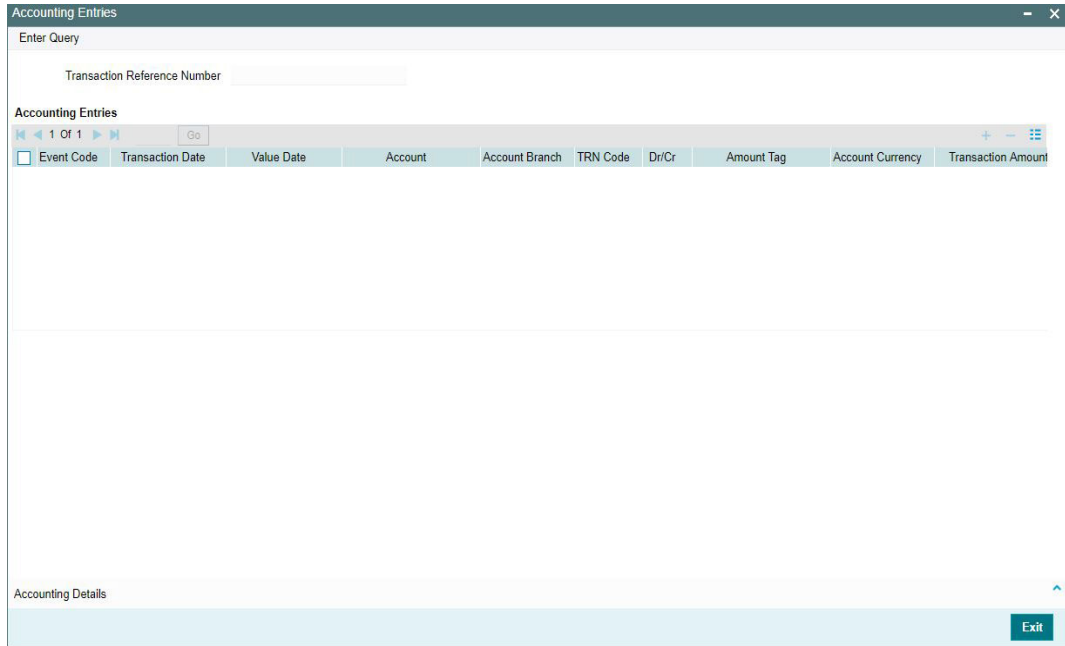 Accounting Entries
Enter Query
Transaction Reference Number
Accounting Entries
1 Of 1 Go
Event Code Transaction Date Value Date Account Account Branch TRN Code Dr/Cr Amount Tag Account Currency Transaction Amount
Accounting Details
Exit